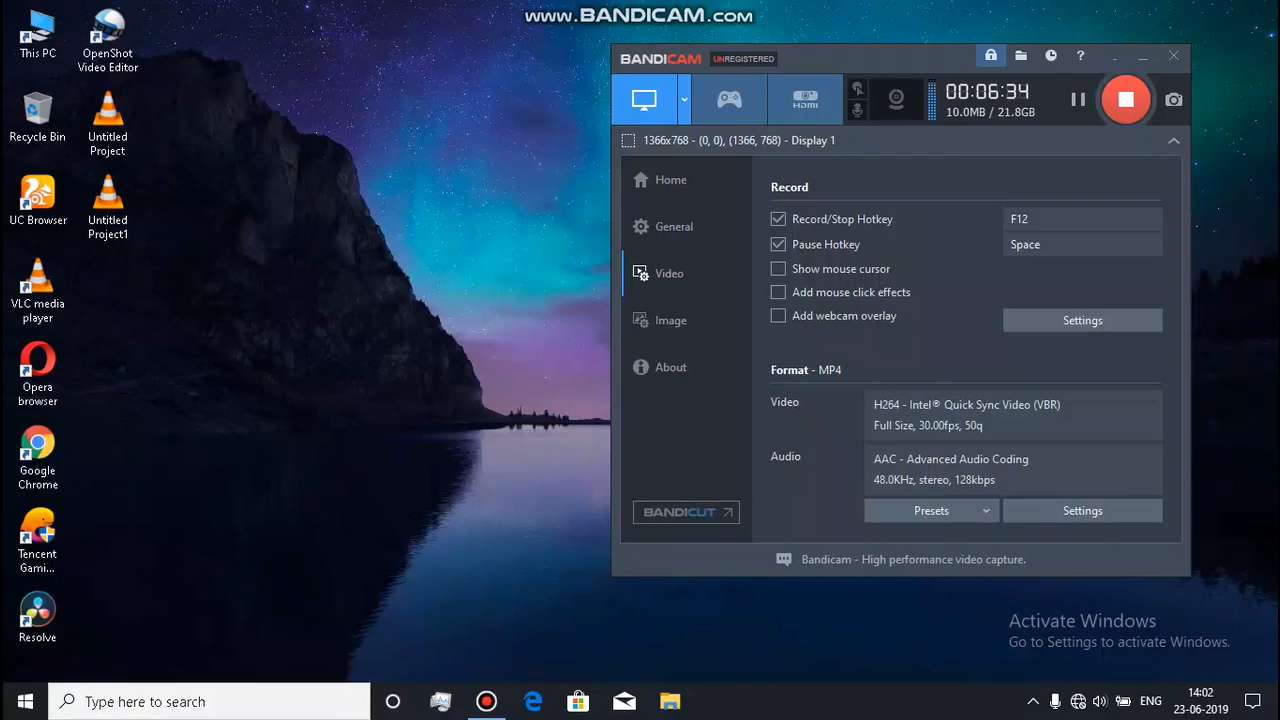 www.BANDICAM.com
This PC
OpenShot
Video Editor
Recycle Bin
Untitled
Project
UC Browser
Untitled
Project1
VLC media
player
Opera
browser
Google
Chrome
Tencent
Gami...
Resolve
BANDICAM UNREGISTERED
HDMI
00:06:34
10.0MB / 21.8GB
1366x768 - (0, 0), (1366, 768) - Display 1
Home
General
Video
Image
About
BANDICUT
Record
Record/Stop Hotkey F12
Pause Hotkey Space
Show mouse cursor
Add mouse click effects
Add webcam overlay
Settings
Format - MP4
Video
H264 - Intel® Quick Sync Video (VBR)
Full Size, 30.00fps, 50q
Audio
AAC - Advanced Audio Coding
48.0KHz, stereo, 128kbps
Presets Settings
Bandicam - High performance video capture.
Activate Windows
Go to Settings to activate Windows.
Type here to search
ENG
14:02
23-06-2019